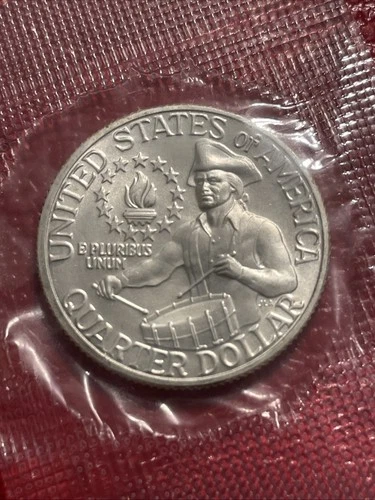 UNITED STATES of AMERICA
E PLURIBUS
UNUM
QUARTER DOLLAR